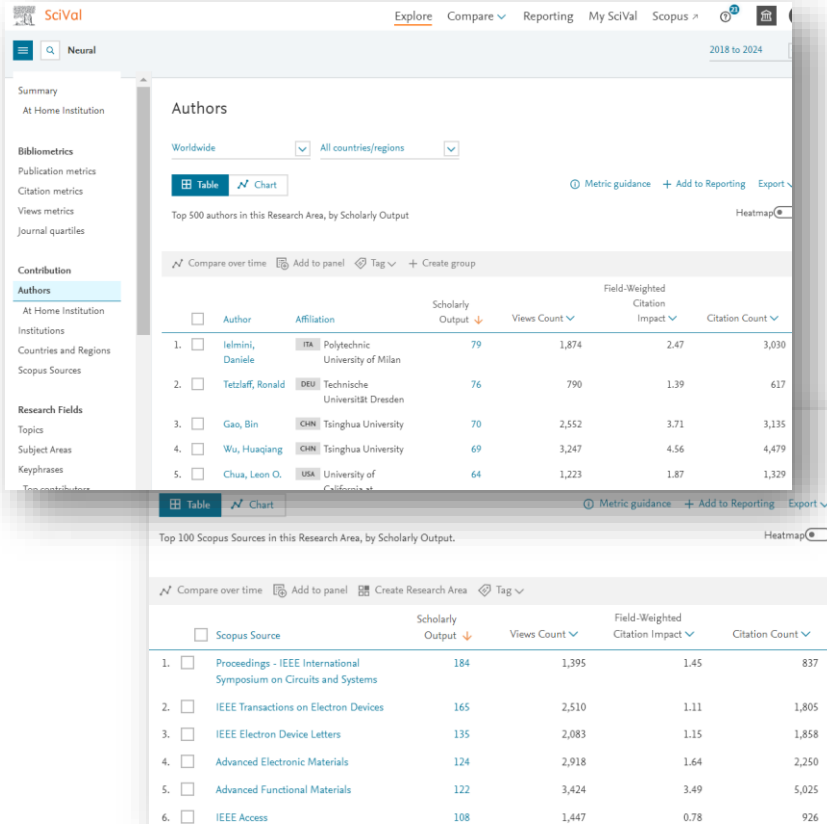 SciVal
Explore Compare Reporting My SciVal Scopus ↗ 21
Neural
2018 to 2024
Summary
At Home Institution
Bibliometrics
Publication metrics
Citation metrics
Views metrics
Journal quartiles
Contribution
Authors
At Home Institution
Institutions
Countries and Regions
Scopus Sources
Research Fields
Topics
Subject Areas
Keyphrases
Top contributors
Authors
Worldwide All countries/regions
Table Chart
Metric guidance + Add to Reporting Export
Top 500 authors in this Research Area, by Scholarly Output
Heatmap
Compare over time Add to panel Tag + Create group
Author Affiliation Scholarly Output ↓ Views Count Field-Weighted Citation Impact Citation Count
1. Ielmini, Daniele ITA Polytechnic University of Milan 79 1,874 2.47 3,030
2. Tetzlaff, Ronald DEU Technische Universität Dresden 76 790 1.39 617
3. Gao, Bin CHN Tsinghua University 70 2,552 3.71 3,135
4. Wu, Huaqiang CHN Tsinghua University 69 3,247 4.56 4,479
5. Chua, Leon O. USA University of California at 64 1,223 1.87 1,329
Table Chart
Metric guidance + Add to Reporting Export
Top 100 Scopus Sources in this Research Area, by Scholarly Output.
Heatmap
Compare over time Add to panel Create Research Area Tag
Scopus Source Scholarly Output ↓ Views Count Field-Weighted Citation Impact Citation Count
1. Proceedings - IEEE International Symposium on Circuits and Systems 184 1,395 1.45 837
2. IEEE Transactions on Electron Devices 165 2,510 1.11 1,805
3. IEEE Electron Device Letters 135 2,083 1.15 1,858
4. Advanced Electronic Materials 124 2,918 1.64 2,250
5. Advanced Functional Materials 122 3,424 3.49 5,025
6. IEEE Access 108 1,447 0.78 926